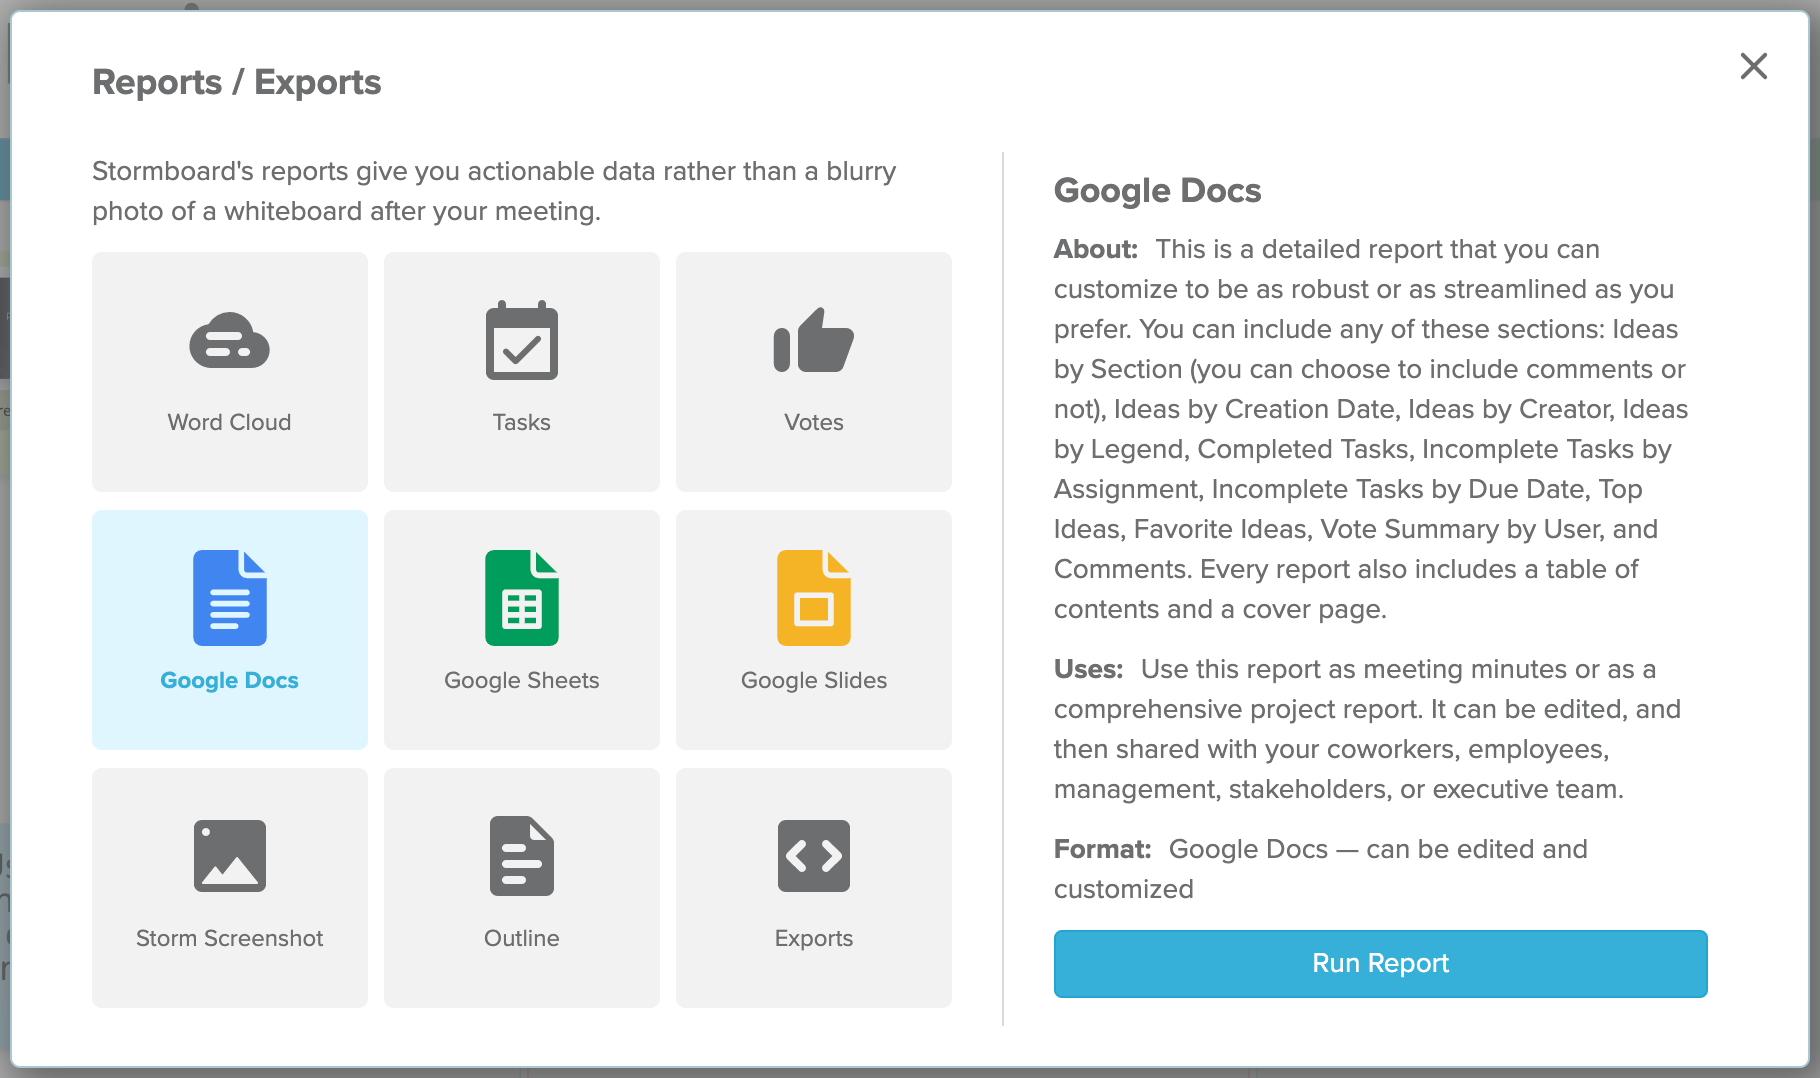 Reports / Exports
Stormboard's reports give you actionable data rather than a blurry
photo of a whiteboard after your meeting.
Word Cloud
Tasks
Votes
Google Docs
Google Sheets
Google Slides
Storm Screenshot
Outline
Exports
Google Docs
About: This is a detailed report that you can
customize to be as robust or as streamlined as you
prefer. You can include any of these sections: Ideas
by Section (you can choose to include comments or
not), Ideas by Creation Date, Ideas by Creator, Ideas
by Legend, Completed Tasks, Incomplete Tasks by
Assignment, Incomplete Tasks by Due Date, Top
Ideas, Favorite Ideas, Vote Summary by User, and
Comments. Every report also includes a table of
contents and a cover page.
Uses: Use this report as meeting minutes or as a
comprehensive project report. It can be edited, and
then shared with your coworkers, employees,
management, stakeholders, or executive team.
Format: Google Docs — can be edited and
customized
Run Report